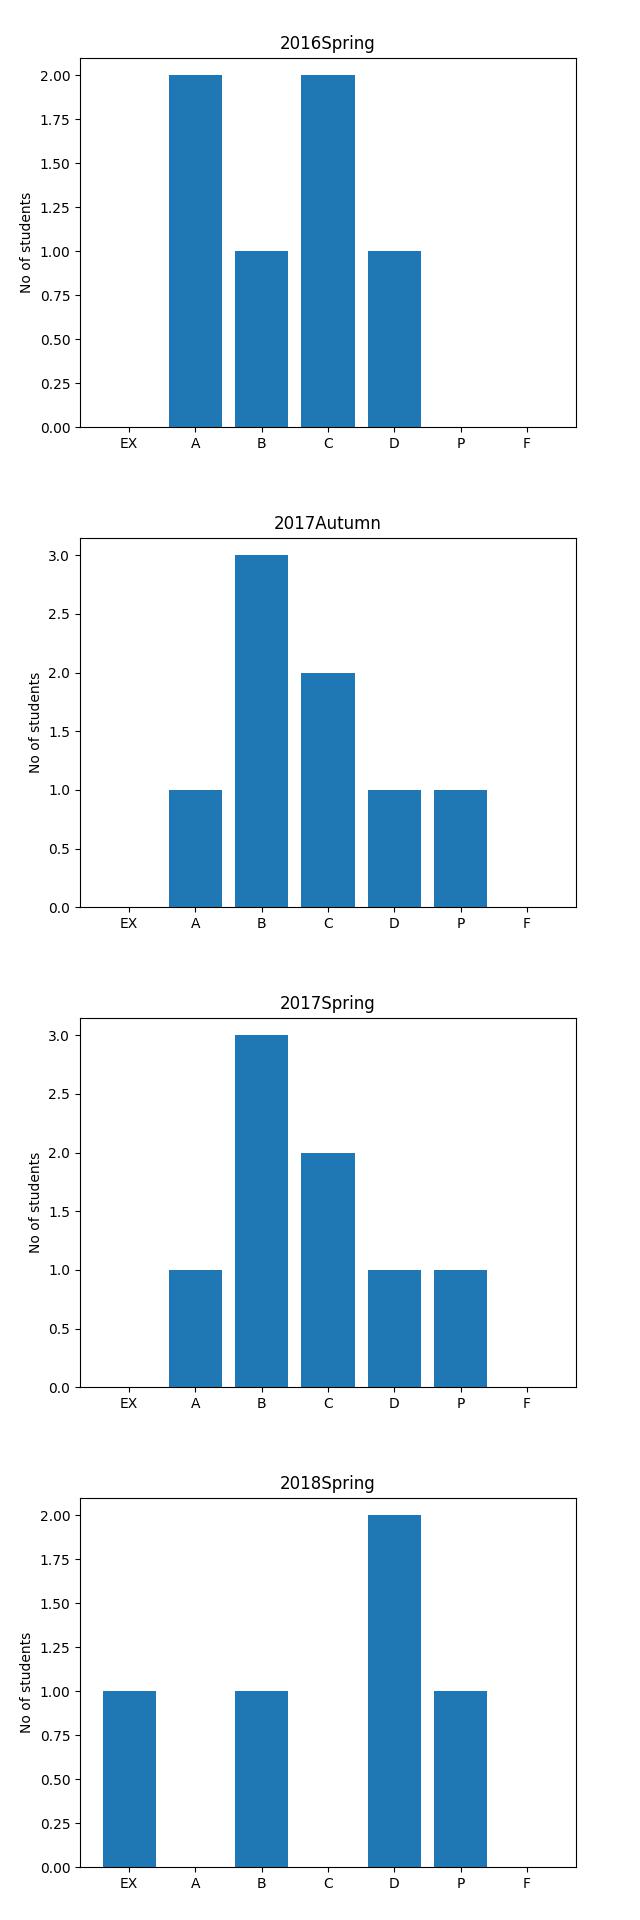 2016Spring
2.00
1.75
1.50
1.25
1.00
0.75
0.50
0.25
0.00
No of students
EX A B C D P F
2017Autumn
3.0
2.5
2.0
1.5
1.0
0.5
0.0
No of students
EX A B C D P F
2017Spring
3.0
2.5
2.0
1.5
1.0
0.5
0.0
No of students
EX A B C D P F
2018Spring
2.00
1.75
1.50
1.25
1.00
0.75
0.50
0.25
0.00
No of students
EX A B C D P F